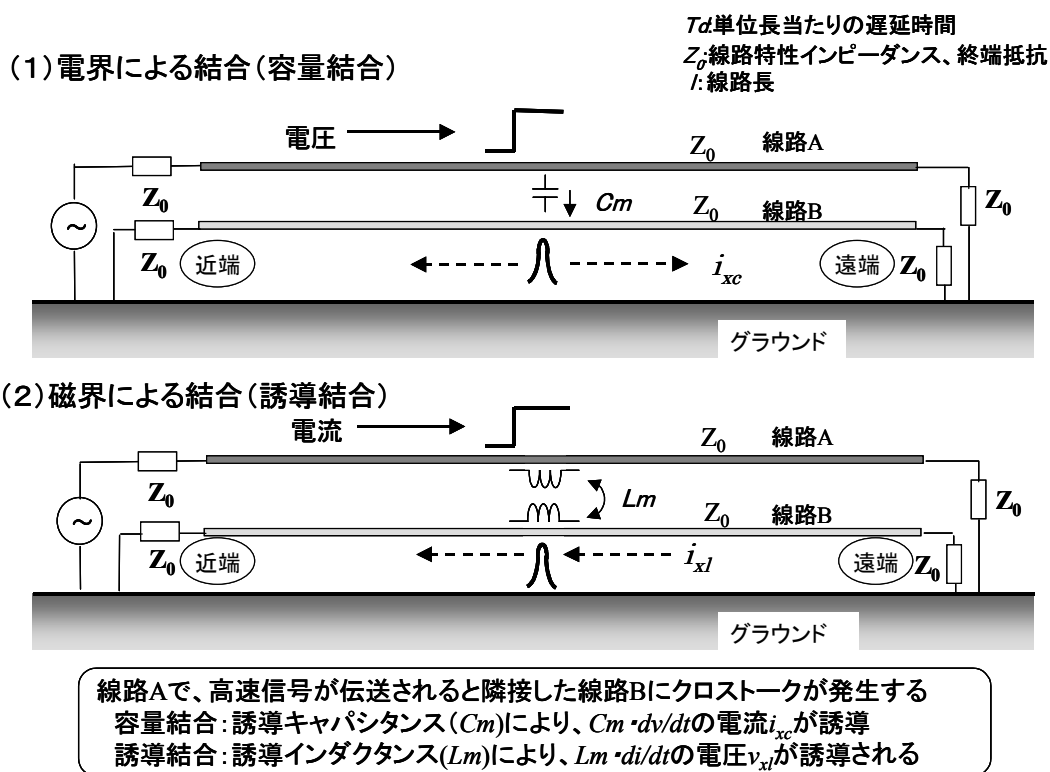 Td:単位長当たりの遅延時間
Z0:線路特性インピーダンス、終端抵抗
l:線路長
(1)電界による結合(容量結合)
電圧
Z0 線路A
Z0
Z0
Cm
Z0 線路B
~
Z0
近端
ixc
遠端
Z0
グラウンド
(2)磁界による結合(誘導結合)
電流
Z0 線路A
Z0
Z0
Lm
Z0 線路B
~
Z0
近端
ixl
遠端
Z0
グラウンド
線路Aで、高速信号が伝送されると隣接した線路Bにクロストークが発生する
容量結合:誘導キャパシタンス(Cm)により、Cm・dv/dtの電流ixcが誘導
誘導結合:誘導インダクタンス(Lm)により、Lm・di/dtの電圧vxlが誘導される